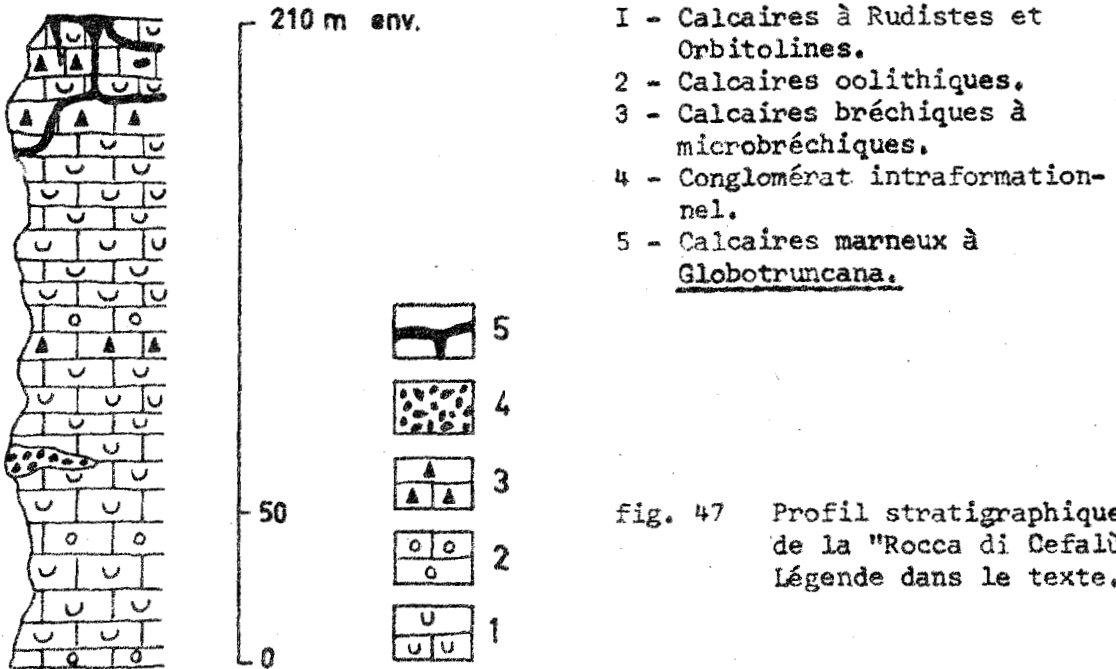 210 m env.
50
0
5
4
3
2
1
I - Calcaires à Rudistes et
Orbitolines.
2 - Calcaires oolithiques.
3 - Calcaires bréchiques à
microbréchiques.
4 - Conglomérat intraformation-
nel.
5 - Calcaires marneux à
Globotruncana.
fig. 47 Profil stratigraphique
de la "Rocca di Cefalù
Légende dans le texte.